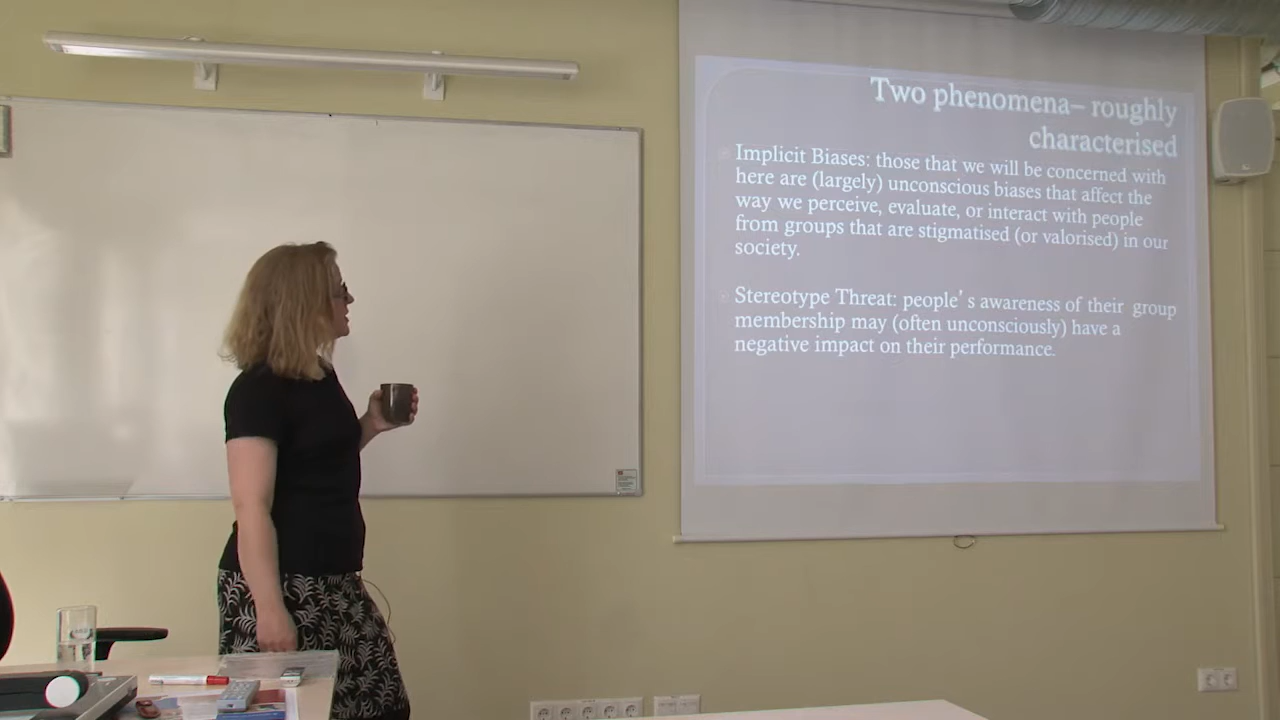 Two phenomena– roughly
characterised
Implicit Biases: those that we will be concerned with
here are (largely) unconscious biases that affect the
way we perceive, evaluate, or interact with people
from groups that are stigmatised (or valorised) in our
society.
Stereotype Threat: people's awareness of their group
membership may (often unconsciously) have a
negative impact on their performance.